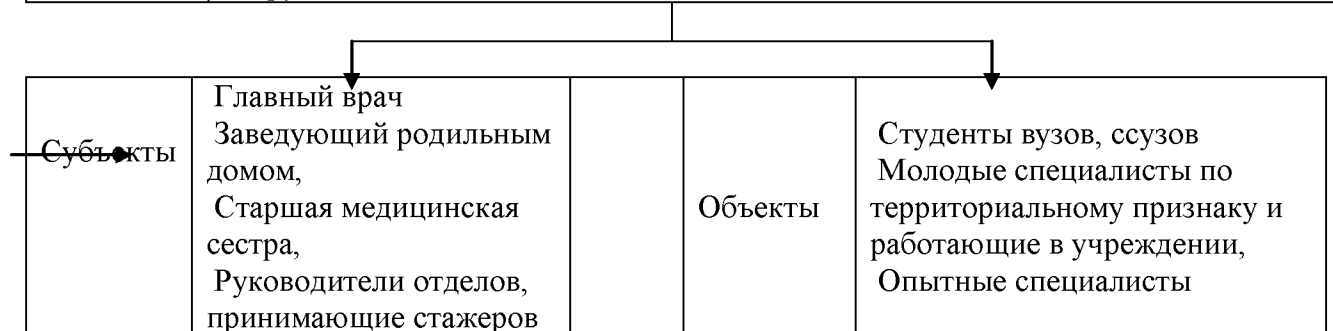 Субъекты
Главный врач
Заведующий родильным
домом,
Старшая медицинская
сестра,
Руководители отделов,
принимающие стажеров
Объекты
Студенты вузов, ссузов
Молодые специалисты по
территориальному признаку и
работающие в учреждении,
Опытные специалисты